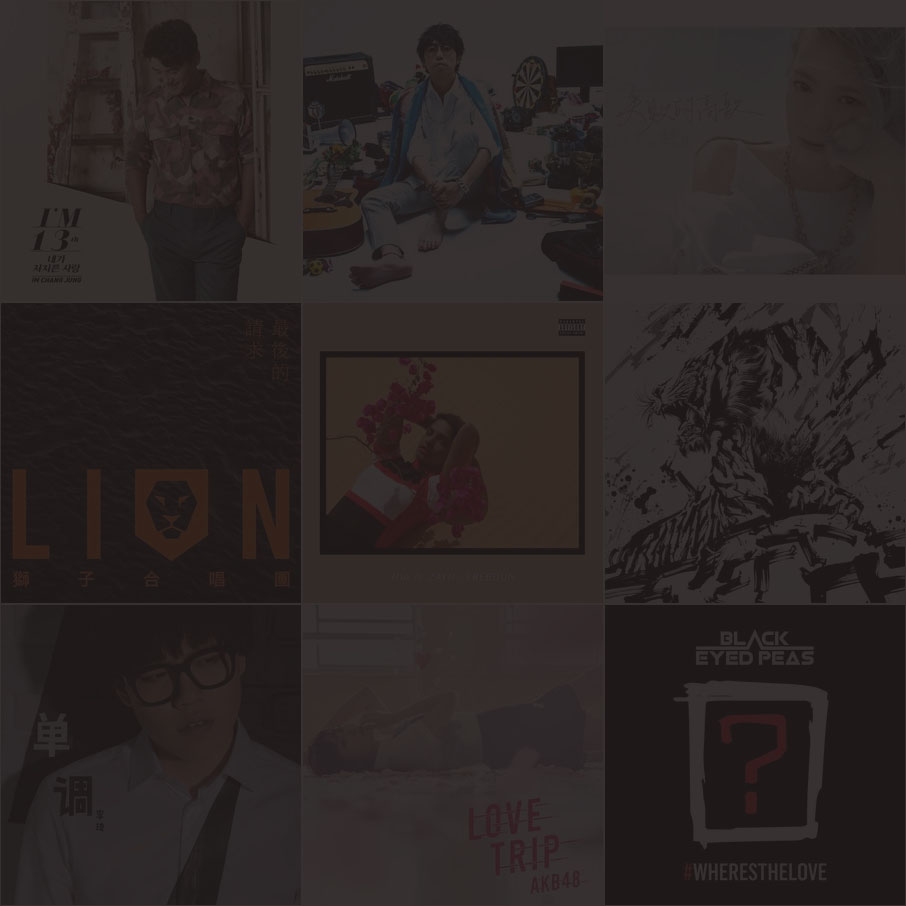 I'M
13th
내가
저지른 사랑
IM CHANG JUNG
Marshall
最後的
請求
LION
獅子合唱團
单调
LOVE
TRIP
AKB48
BLACK
EYED PEAS
?
#WHERESTHELOVE